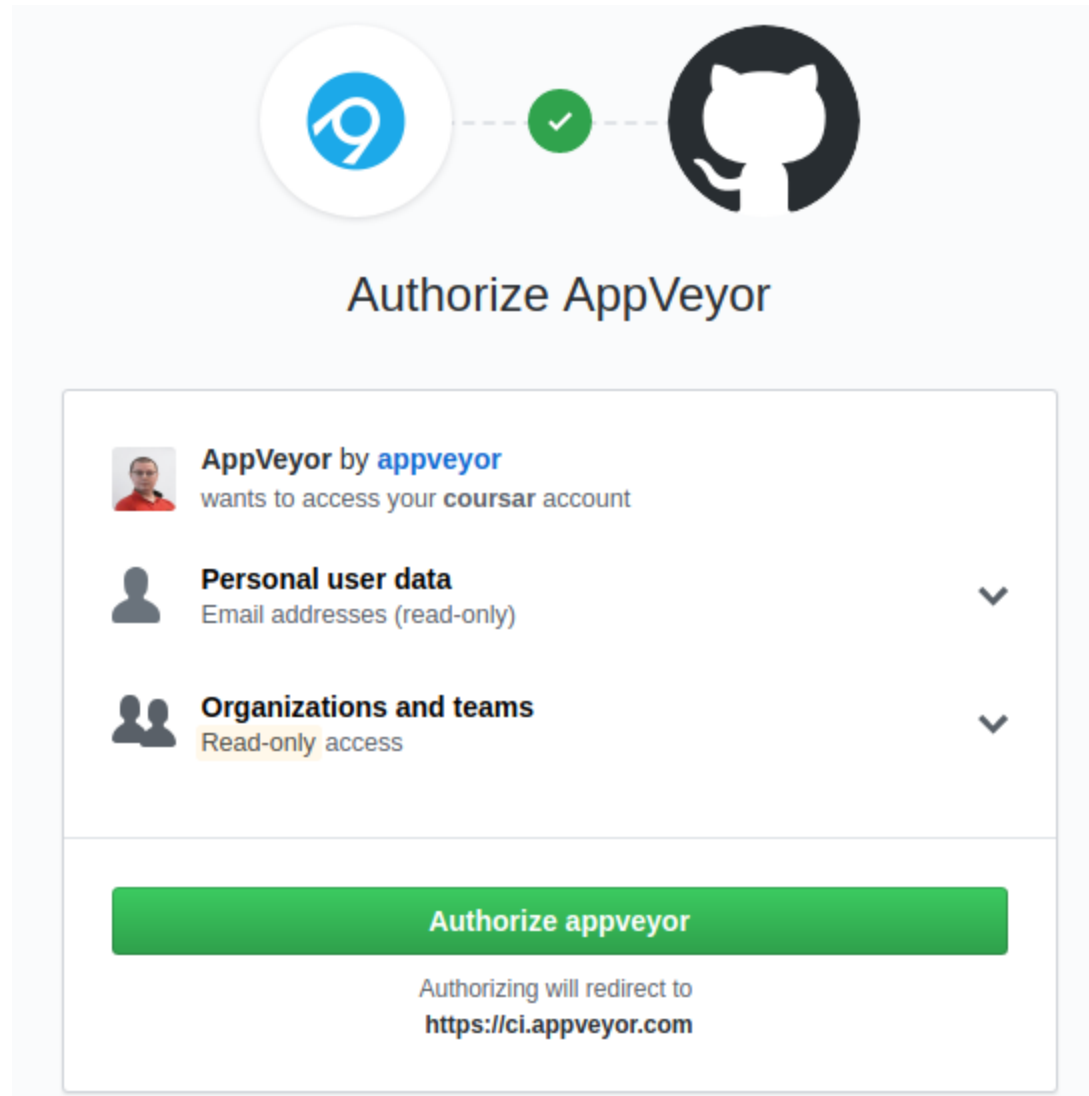 Authorize AppVeyor
AppVeyor by appveyor
wants to access your coursar account
Personal user data
Email addresses (read-only)
Organizations and teams
Read-only access
Authorize appveyor
Authorizing will redirect to
https://ci.appveyor.com